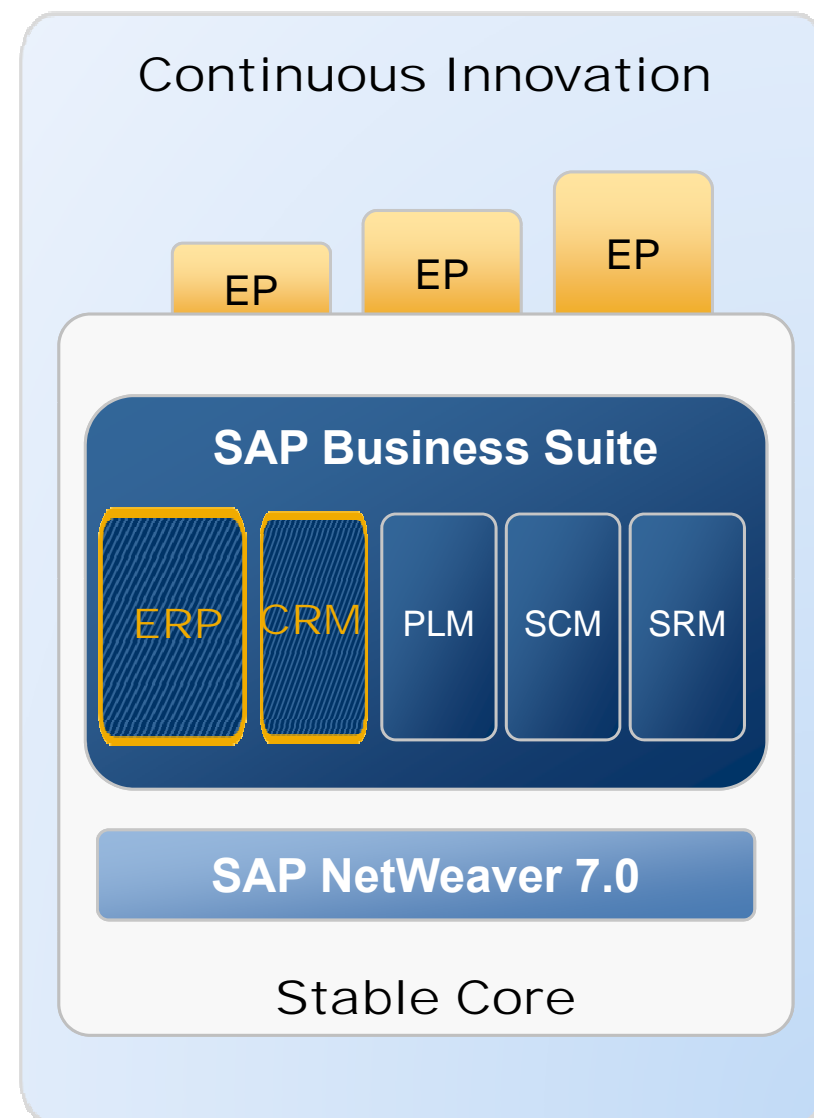 Continuous Innovation
EP
EP
EP
SAP Business Suite
ERP
CRM
PLM
SCM
SRM
SAP NetWeaver 7.0
Stable Core